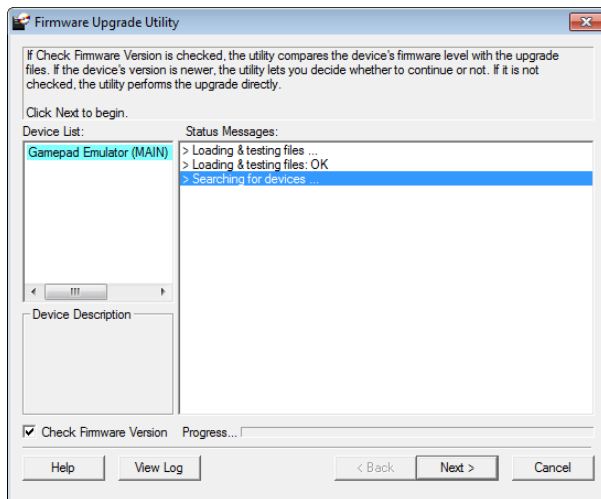 Firmware Upgrade Utility
If Check Firmware Version is checked, the utility compares the device's firmware level with the upgrade
files. If the device's version is newer, the utility lets you decide whether to continue or not. If it is not
checked, the utility performs the upgrade directly.
Click Next to begin.
Device List:
Status Messages:
Gamepad Emulator (MAIN)
> Loading & testing files ...
> Loading & testing files: OK
> Searching for devices ...
Device Description
Check Firmware Version
Progress...
Help
View Log
< Back
Next >
Cancel